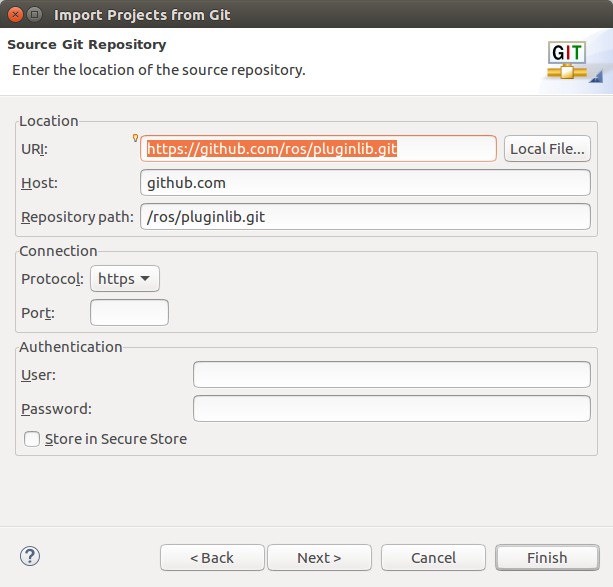 Import Projects from Git
Source Git Repository
Enter the location of the source repository.
GIT
Location
URI: https://github.com/ros/pluginlib.git Local File...
Host: github.com
Repository path: /ros/pluginlib.git
Connection
Protocol: https
Port:
Authentication
User:
Password:
Store in Secure Store
? < Back Next > Cancel Finish